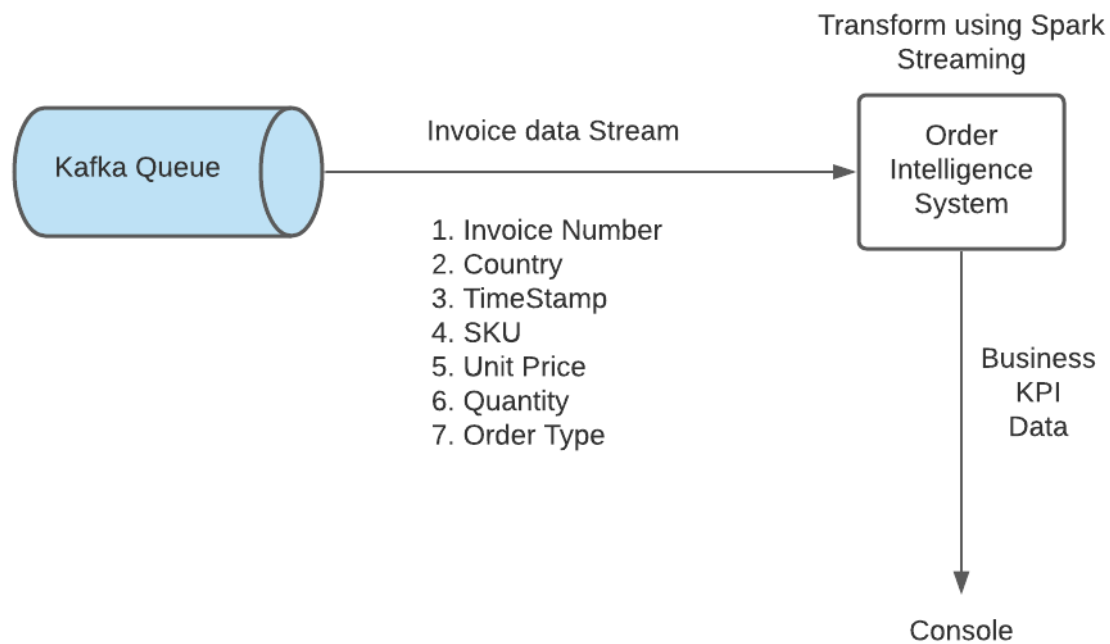 Transform using Spark
Streaming
Kafka Queue
Invoice data Stream
Order
Intelligence
System
1. Invoice Number
2. Country
3. TimeStamp
4. SKU
5. Unit Price
6. Quantity
7. Order Type
Business
KPI
Data
Console